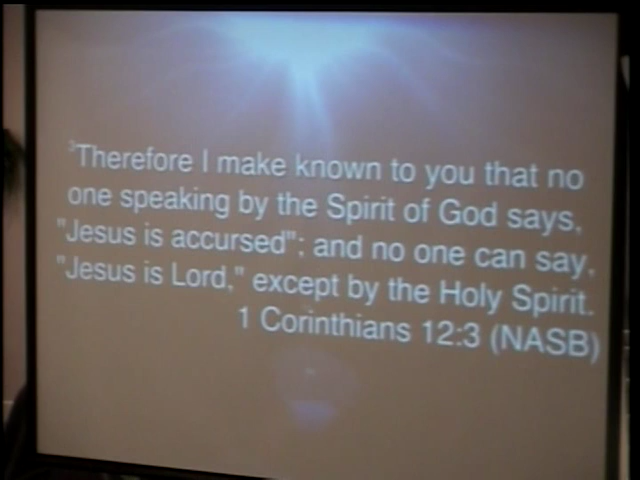 ³Therefore I make known to you that no
one speaking by the Spirit of God says,
"Jesus is accursed"; and no one can say,
"Jesus is Lord," except by the Holy Spirit.
1 Corinthians 12:3 (NASB)